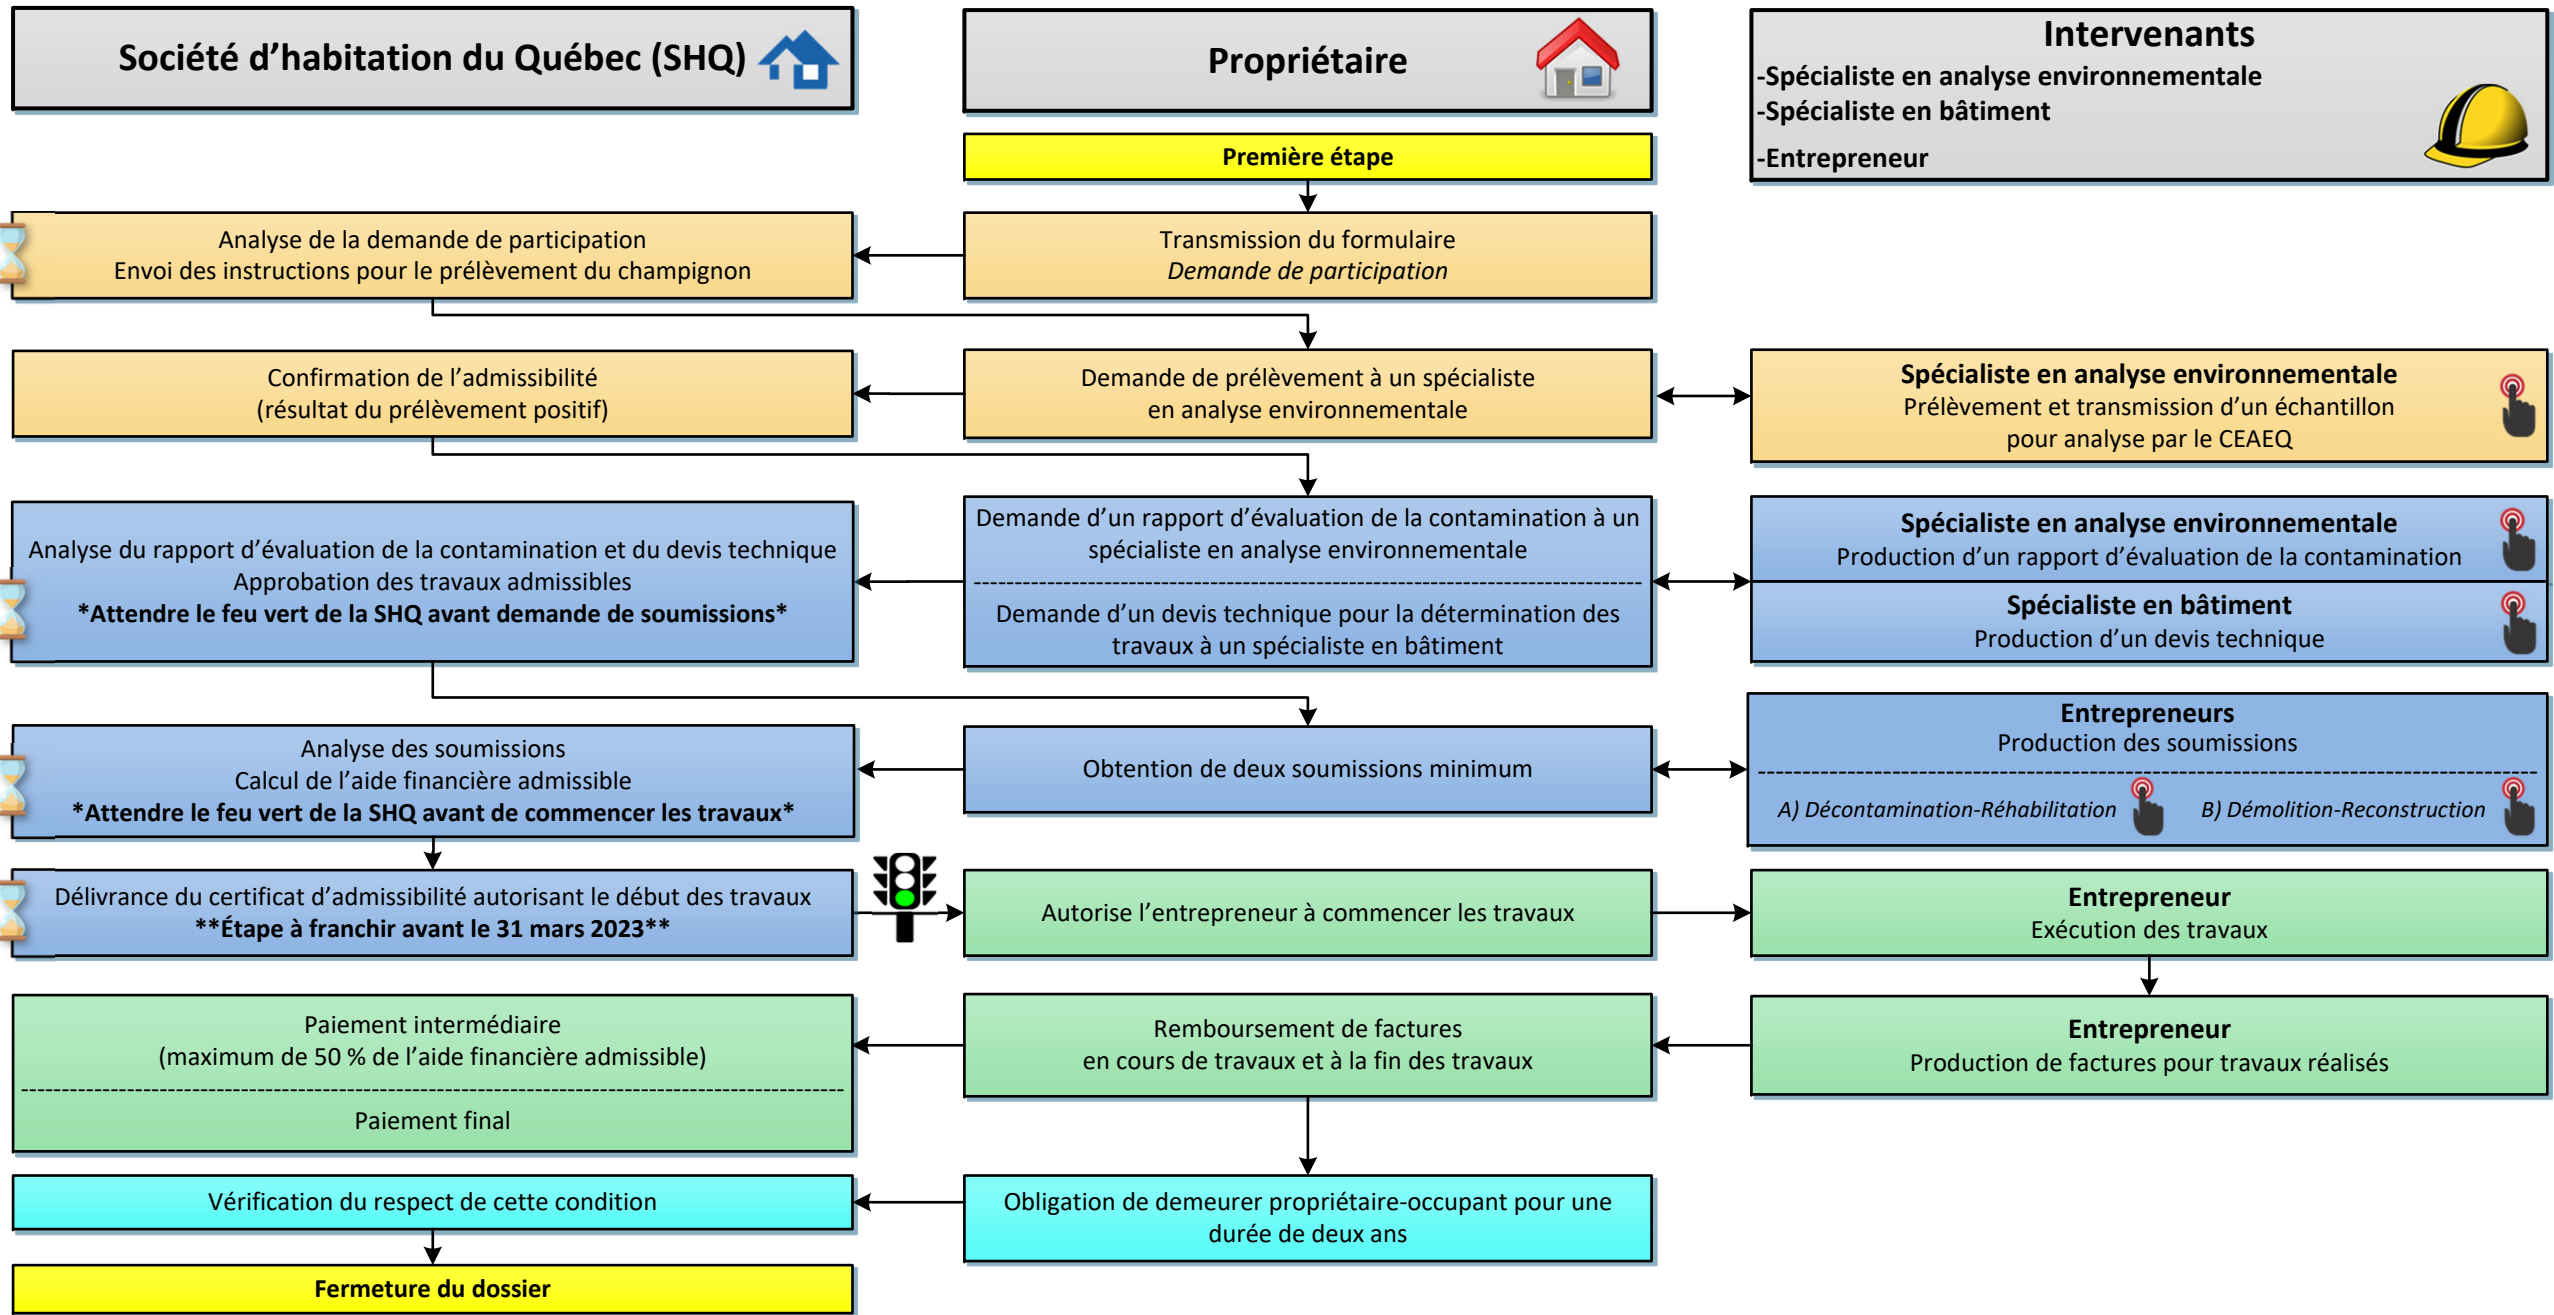 Société d'habitation du Québec (SHQ)
Propriétaire
Intervenants
-Spécialiste en analyse environnementale
-Spécialiste en bâtiment
-Entrepreneur
Première étape
Analyse de la demande de participation
Envoi des instructions pour le prélèvement du champignon
Transmission du formulaire
Demande de participation
Confirmation de l'admissibilité
(résultat du prélèvement positif)
Demande de prélèvement à un spécialiste
en analyse environnementale
Spécialiste en analyse environnementale
Prélèvement et transmission d'un échantillon
pour analyse par le CEAEQ
Analyse du rapport d'évaluation de la contamination et du devis technique
Approbation des travaux admissibles
*Attendre le feu vert de la SHQ avant demande de soumissions*
Demande d'un rapport d'évaluation de la contamination à un
spécialiste en analyse environnementale
Demande d'un devis technique pour la détermination des
travaux à un spécialiste en bâtiment
Spécialiste en analyse environnementale
Production d'un rapport d'évaluation de la contamination
Spécialiste en bâtiment
Production d'un devis technique
Analyse des soumissions
Calcul de l'aide financière admissible
*Attendre le feu vert de la SHQ avant de commencer les travaux*
Obtention de deux soumissions minimum
Entrepreneurs
Production des soumissions
A) Décontamination-Réhabilitation
B) Démolition-Reconstruction
Délivrance du certificat d'admissibilité autorisant le début des travaux
**Étape à franchir avant le 31 mars 2023**
Autorise l'entrepreneur à commencer les travaux
Entrepreneur
Exécution des travaux
Paiement intermédiaire
(maximum de 50 % de l'aide financière admissible)
Paiement final
Remboursement de factures
en cours de travaux et à la fin des travaux
Entrepreneur
Production de factures pour travaux réalisés
Vérification du respect de cette condition
Obligation de demeurer propriétaire-occupant pour une
durée de deux ans
Fermeture du dossier